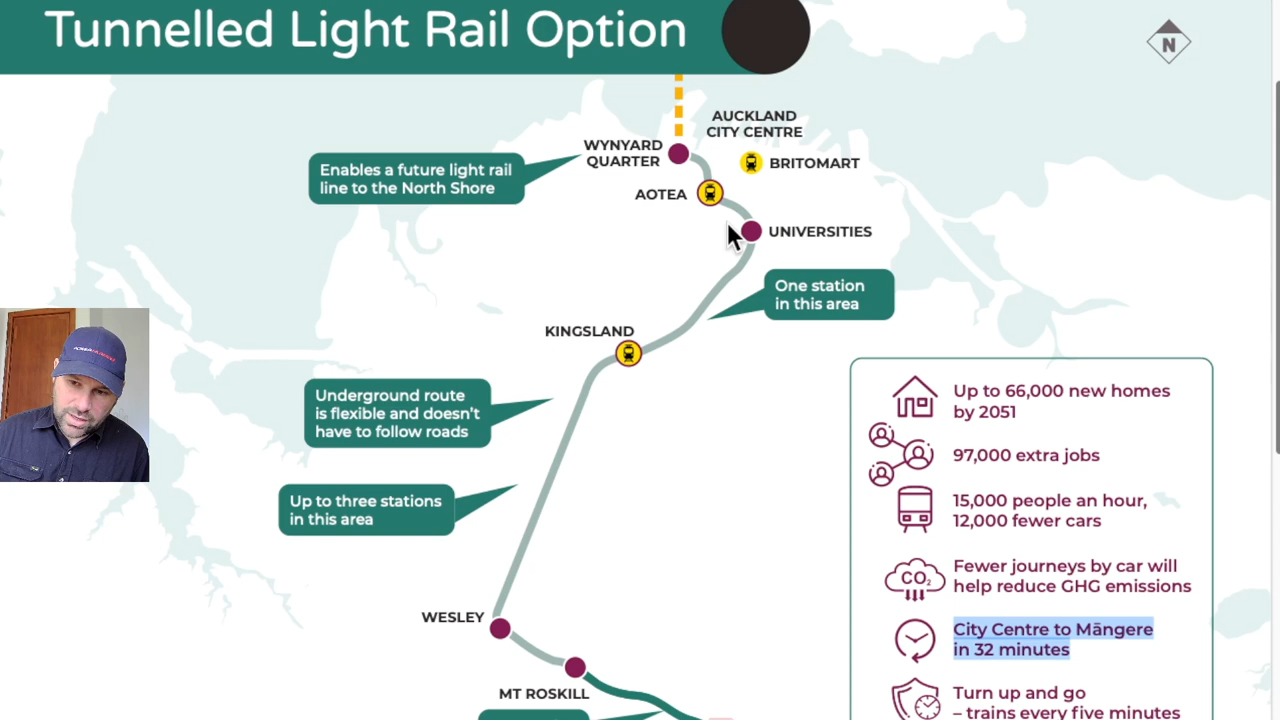 Tunnelled Light Rail Option
N
AUCKLAND
CITY CENTRE
WYNYARD
QUARTER
BRITOMART
Enables a future light rail
line to the North Shore
AOTEA
UNIVERSITIES
One station
in this area
KINGSLAND
Underground route
is flexible and doesn't
have to follow roads
Up to three stations
in this area
WESLEY
MT ROSKILL
Up to 66,000 new homes
by 2051
97,000 extra jobs
15,000 people an hour,
12,000 fewer cars
CO₂
Fewer journeys by car will
help reduce GHG emissions
City Centre to Māngere
in 32 minutes
Turn up and go
– trains every five minutes